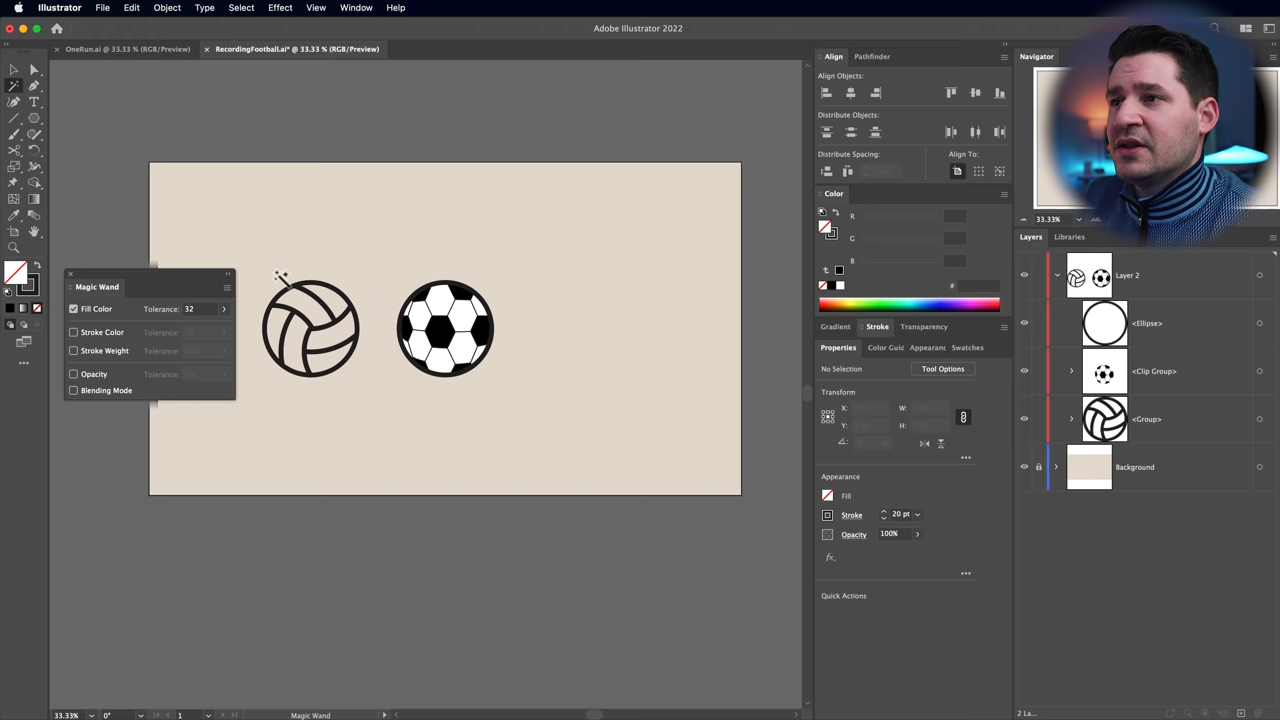 Illustrator File Edit Object Type Select Effect View Window Help
Adobe Illustrator 2022
OneRun.ai @ 33.33 % (RGB/Preview)
RecordingFootball.ai* @ 33.33 % (RGB/Preview)
Magic Wand
Fill Color Tolerance: 32
Stroke Color Tolerance:
Stroke Weight Tolerance:
Opacity Tolerance:
Blending Mode
33.33% 0° 1 Magic Wand
Align Pathfinder
Align Objects:
Distribute Objects:
Distribute Spacing: Align To:
Color
R
G
B
#
Gradient Stroke Transparency
Properties Color Guid Appearanc Swatches
No Selection Tool Options
Transform
X: W:
Y: H:
Appearance
Fill
Stroke 20 pt
Opacity 100%
fx.
Quick Actions
Navigator
33.33%
Layers Libraries
Layer 2
<Ellipse>
<Clip Group>
<Group>
Background
2 La...